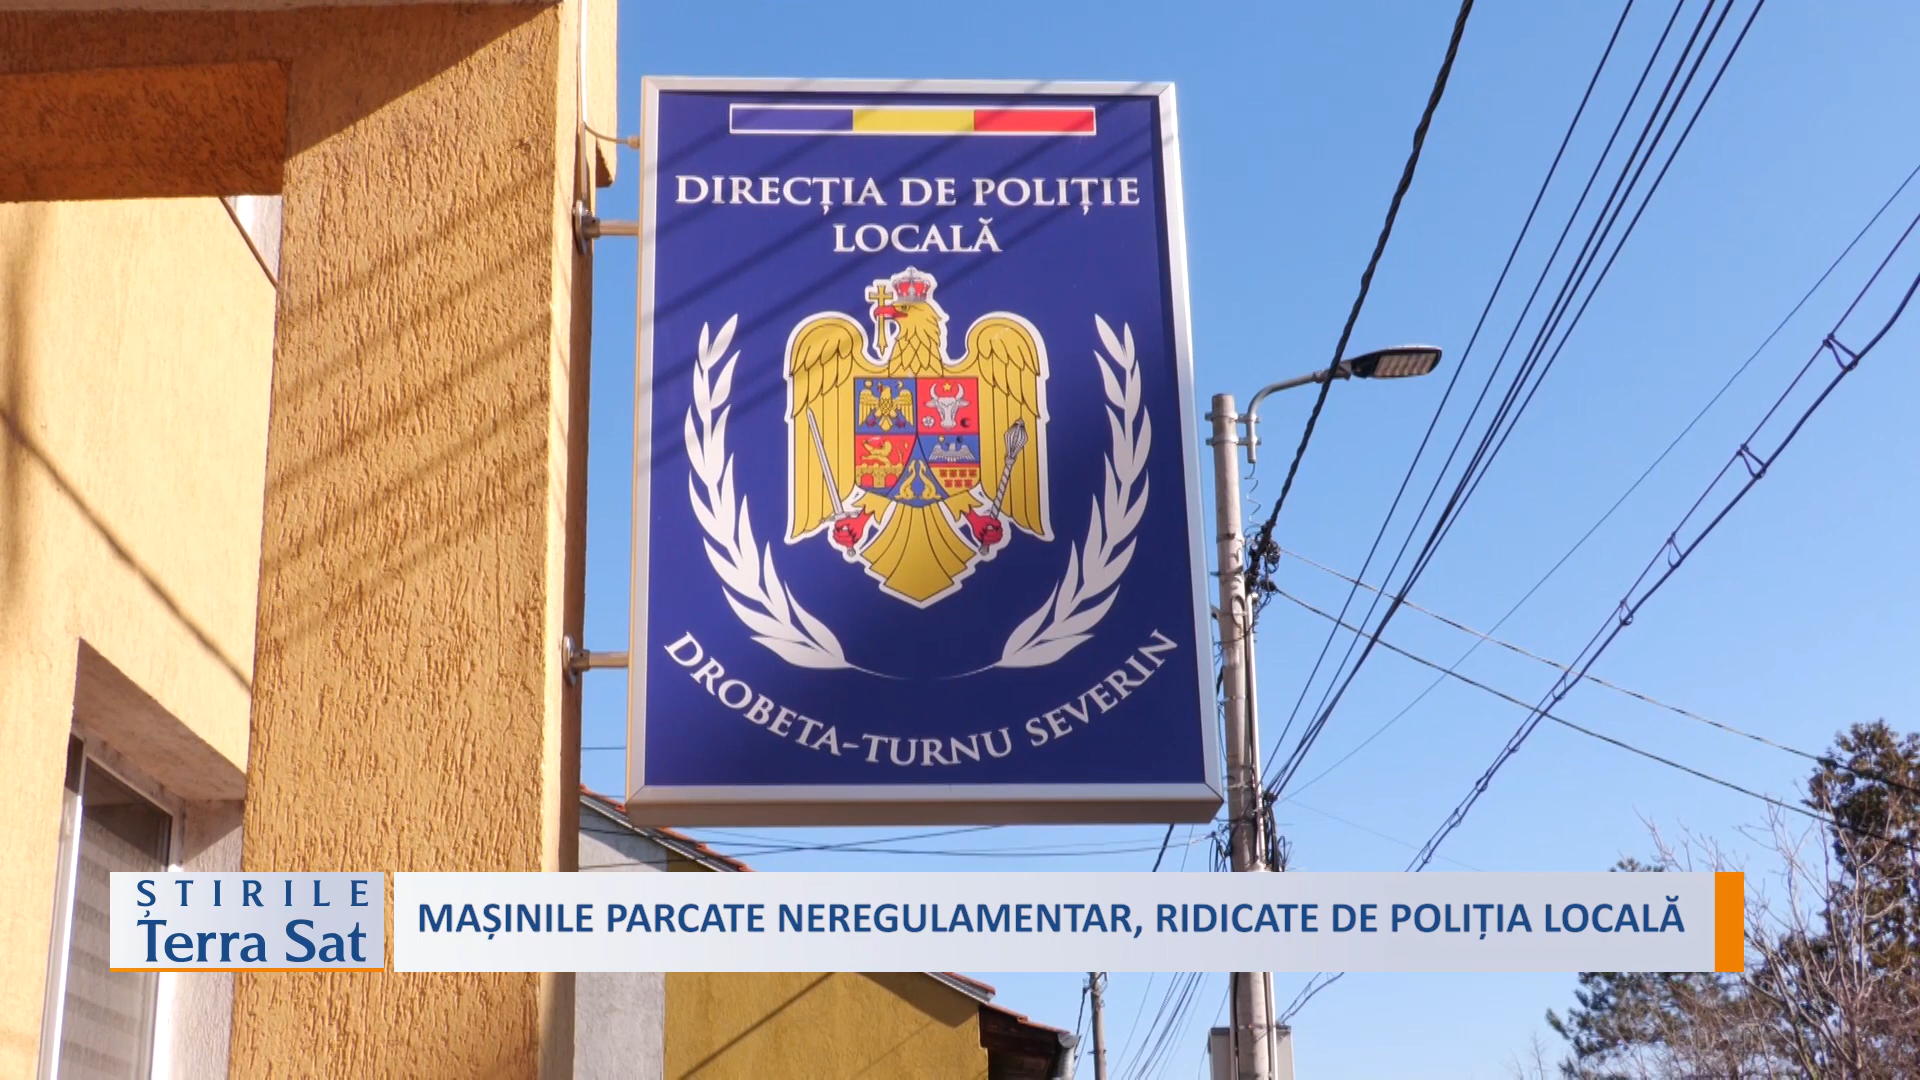 DIRECȚIA DE POLIȚIE
LOCALĂ
DROBETA-TURNU SEVERIN
ȘTIRILE
Terra Sat
MAȘINILE PARCATE NEREGULAMENTAR, RIDICATE DE POLIȚIA LOCALĂ